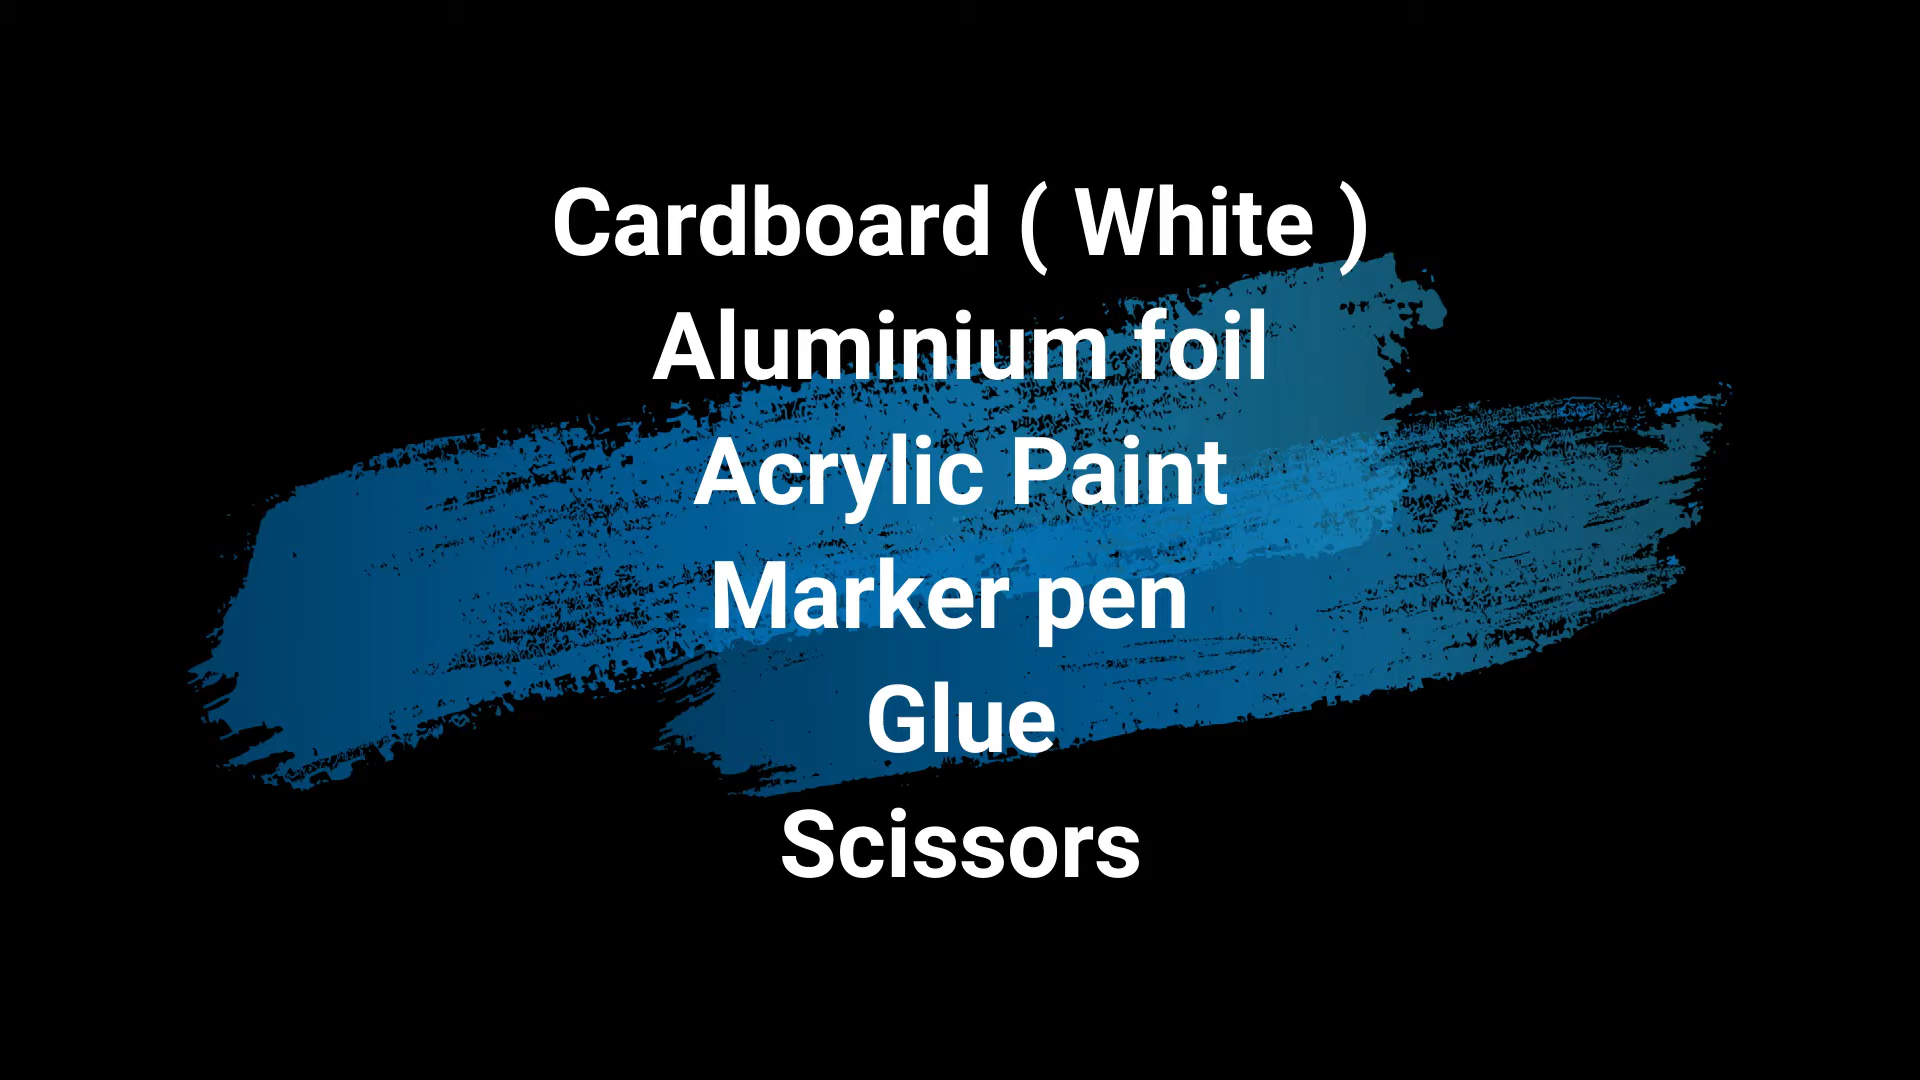 Cardboard ( White )
Aluminium foil
Acrylic Paint
Marker pen
Glue
Scissors